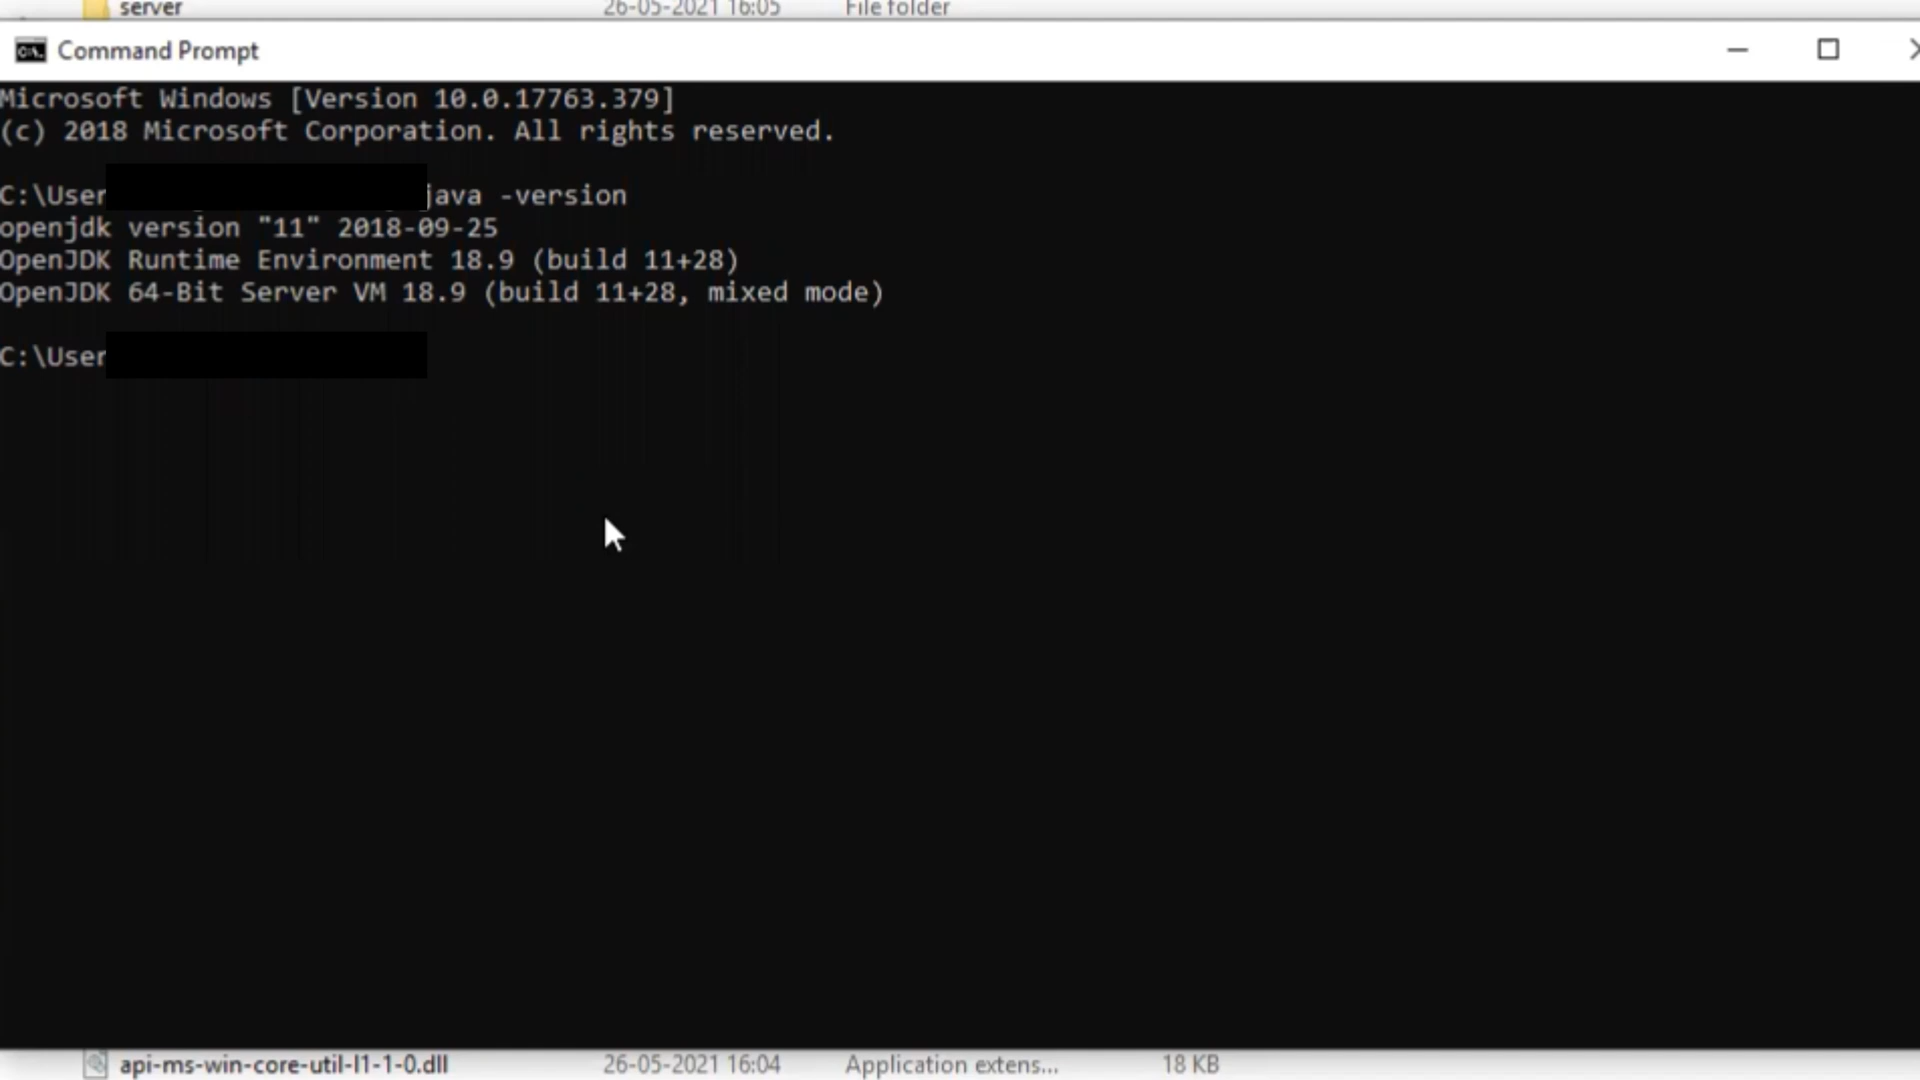 server 26-05-2021 16:05 File folder
Command Prompt
Microsoft Windows [Version 10.0.17763.379]
(c) 2018 Microsoft Corporation. All rights reserved.
C:\User java -version
openjdk version "11" 2018-09-25
OpenJDK Runtime Environment 18.9 (build 11+28)
OpenJDK 64-Bit Server VM 18.9 (build 11+28, mixed mode)
C:\User
api-ms-win-core-util-l1-1-0.dll 26-05-2021 16:04 Application extens... 18 KB